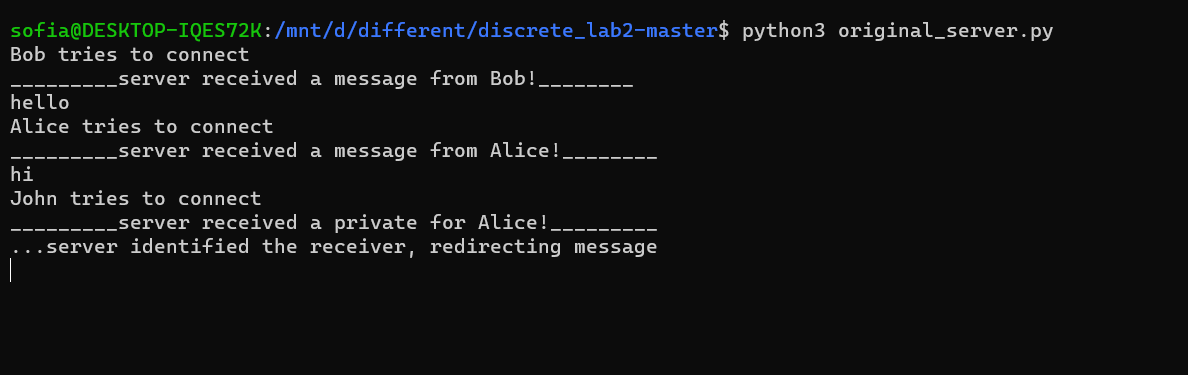 sofia@DESKTOP-IQES72K:/mnt/d/different/discrete_lab2-master$ python3 original_server.py
Bob tries to connect
_________server received a message from Bob!________
hello
Alice tries to connect
_________server received a message from Alice!________
hi
John tries to connect
_________server received a private for Alice!_________
...server identified the receiver, redirecting message